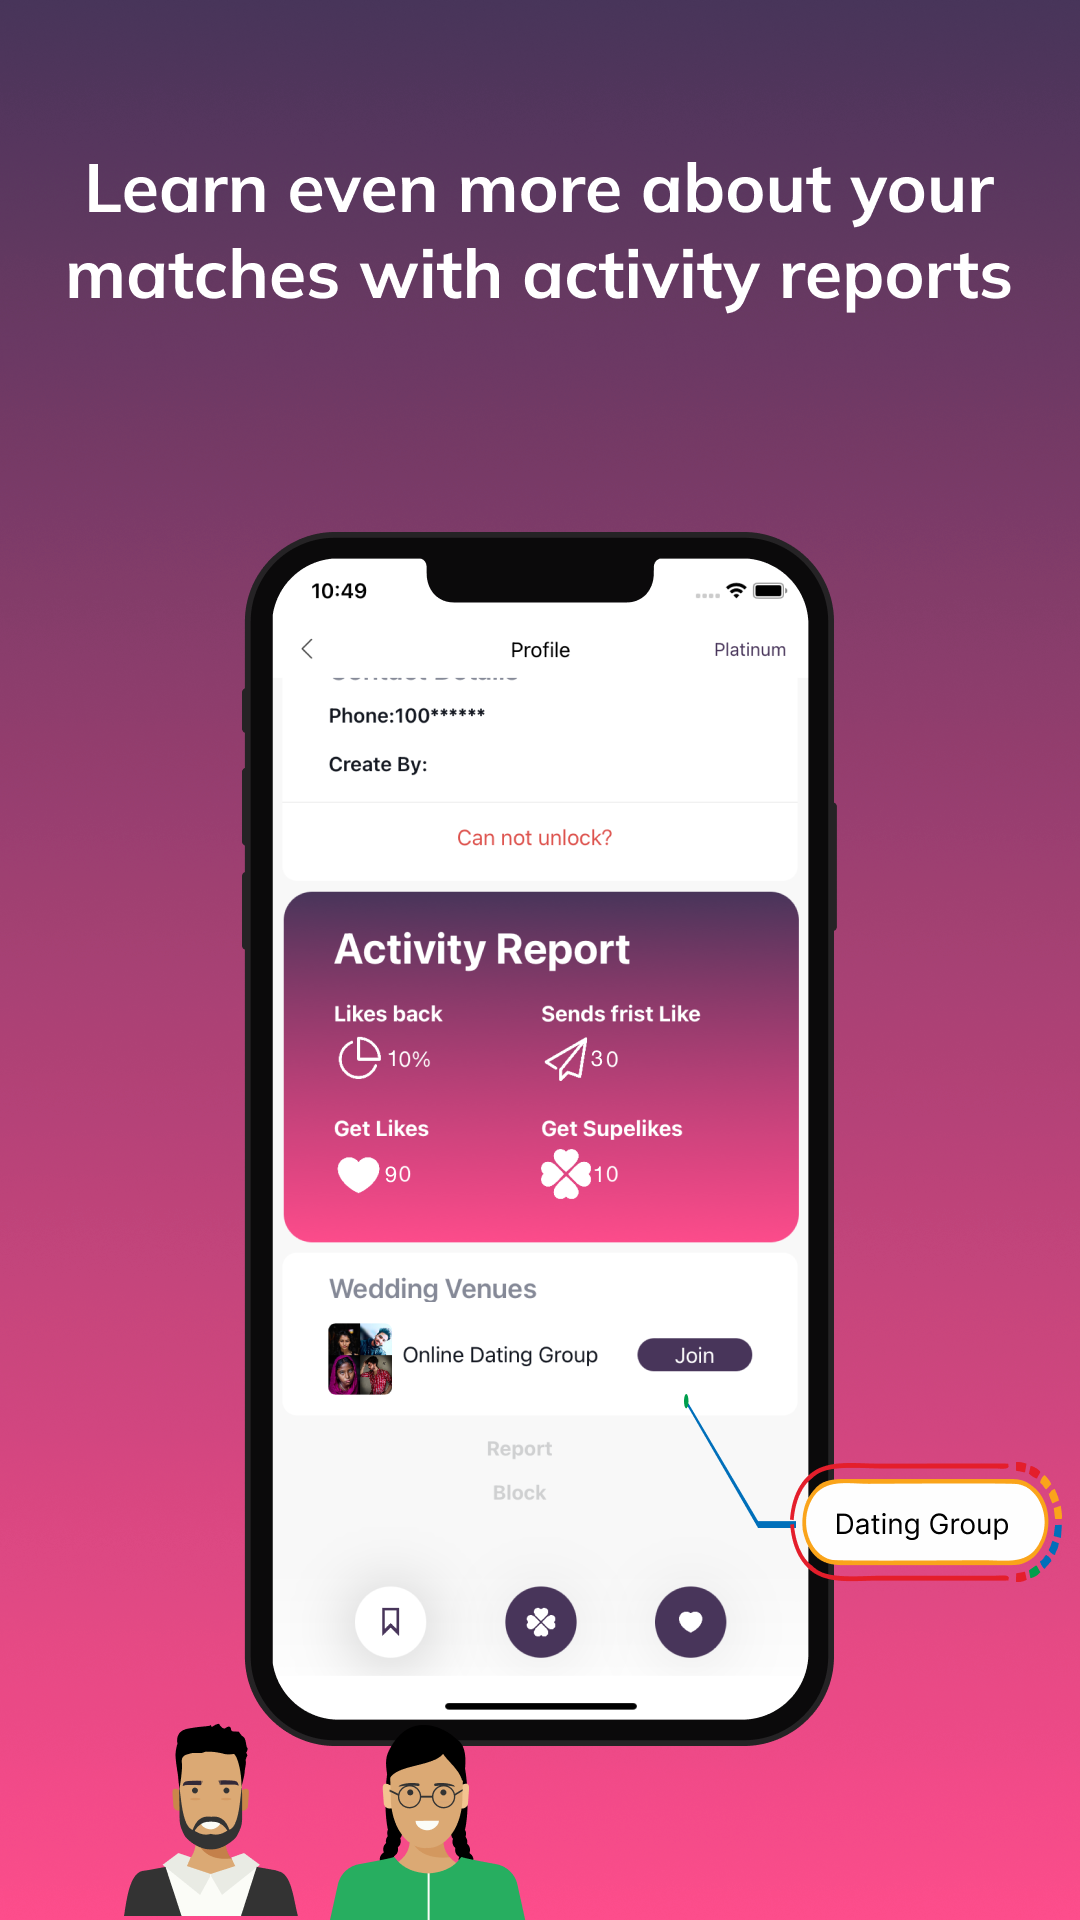 Learn even more about your
matches with activity reports
10:49
Profile
Platinum
Contact Details
Phone:100******
Create By:
Can not unlock?
Activity Report
Likes back
Sends frist Like
10%
30
Get Likes
Get Supelikes
90
10
Wedding Venues
Online Dating Group
Join
Report
Block
Dating Group